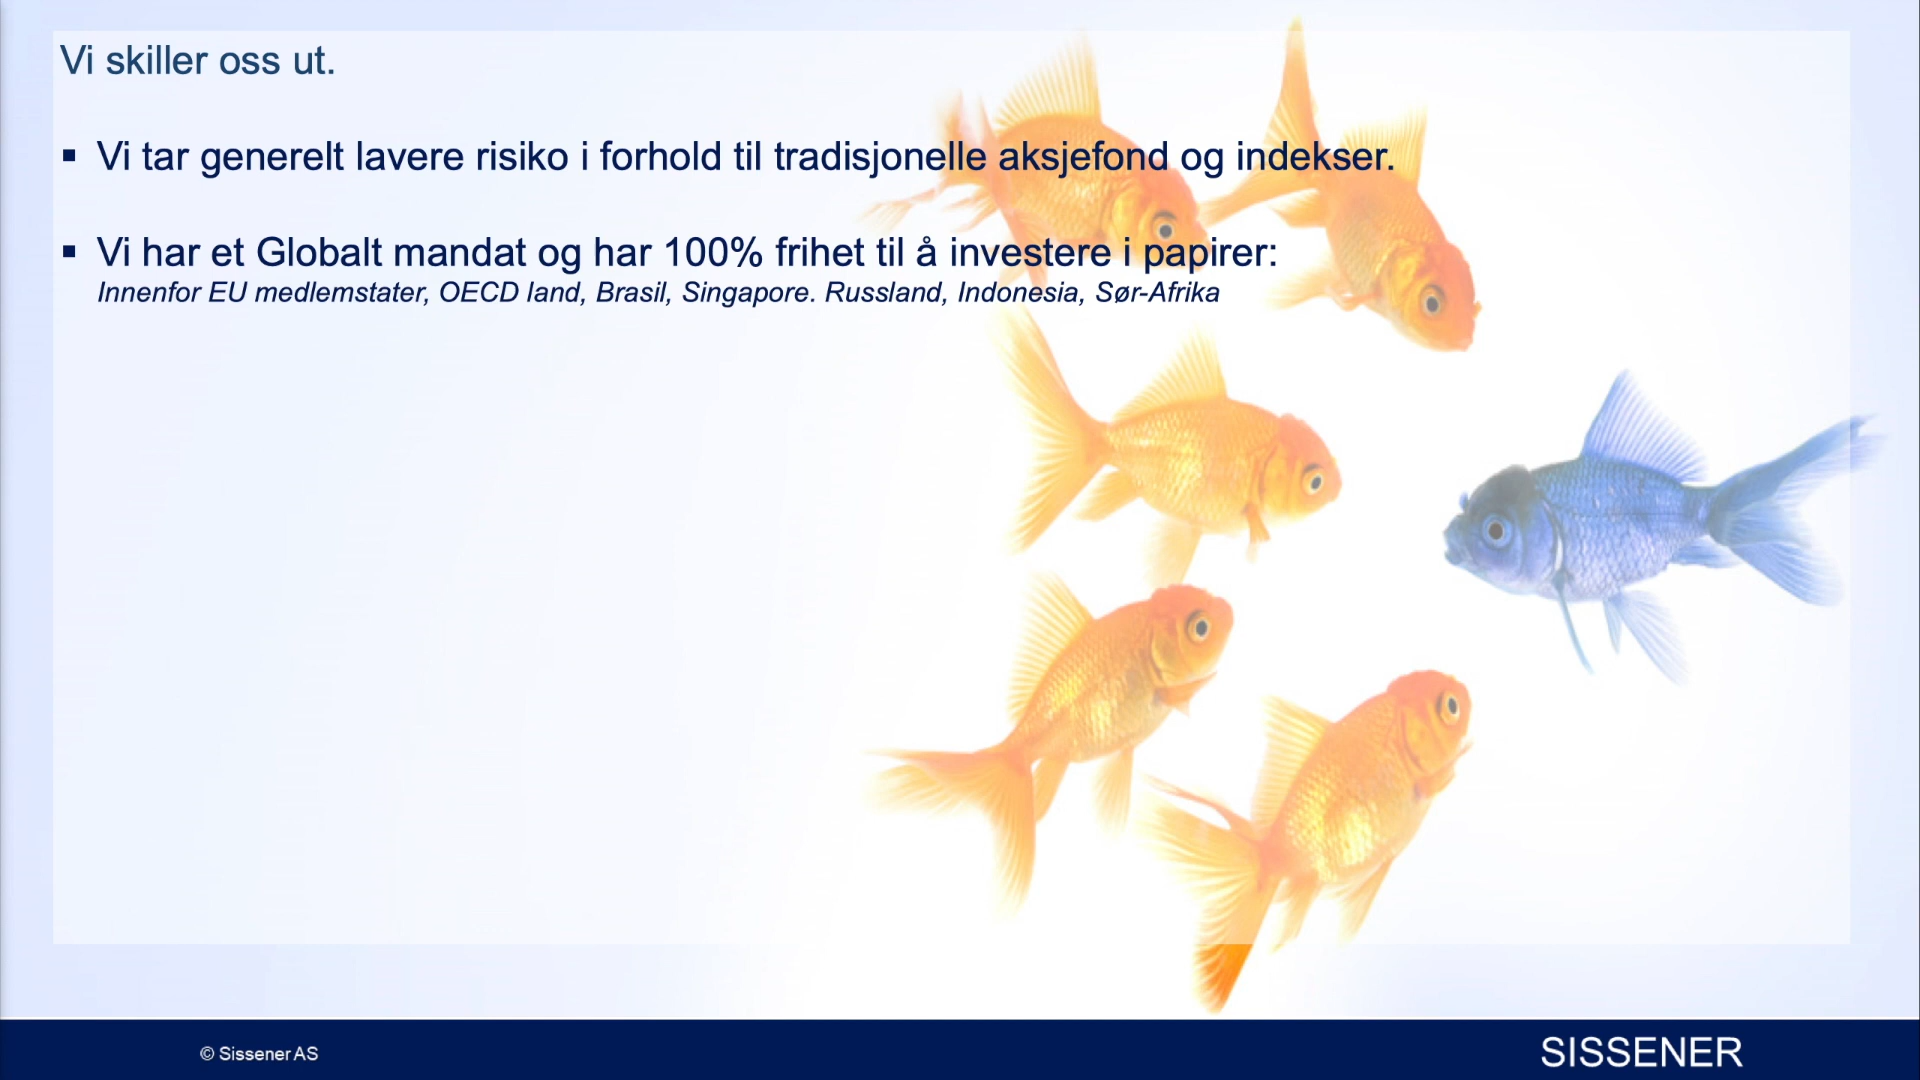 Vi skiller oss ut.
▪ Vi tar generelt lavere risiko i forhold til tradisjonelle aksjefond og indekser.
▪ Vi har et Globalt mandat og har 100% frihet til å investere i papirer:
Innenfor EU medlemstater, OECD land, Brasil, Singapore. Russland, Indonesia, Sør-Afrika
© Sissener AS
SISSENER